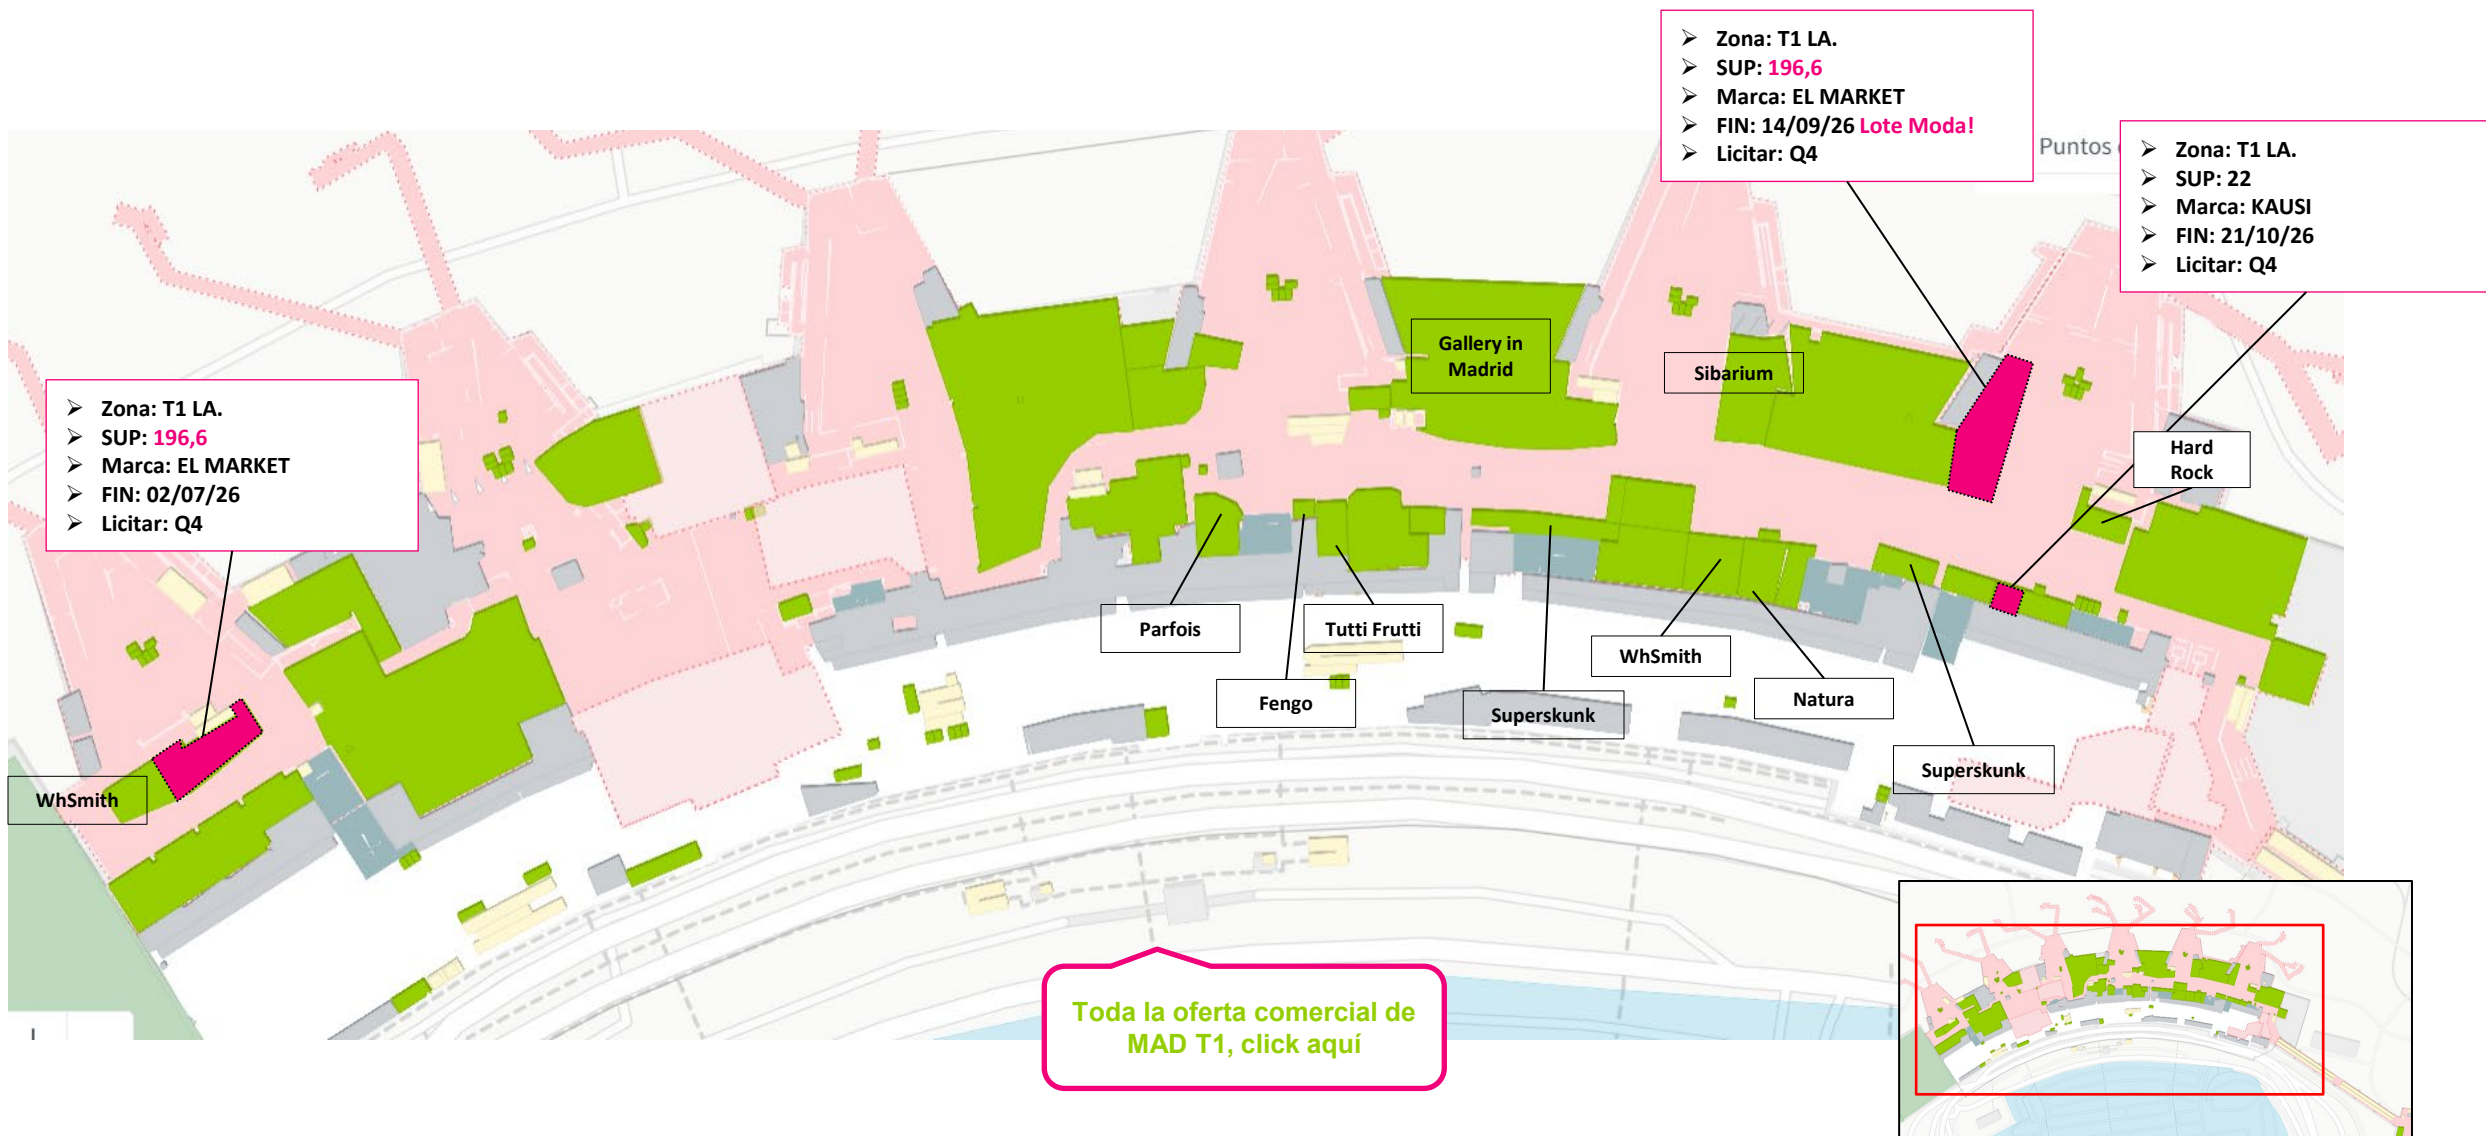 ➢ Zona: T1 LA.
➢ SUP: 196,6
➢ Marca: EL MARKET
➢ FIN: 14/09/26 Lote Moda!
➢ Licitar: Q4
Puntos
➢ Zona: T1 LA.
➢ SUP: 22
➢ Marca: KAUSI
➢ FIN: 21/10/26
➢ Licitar: Q4
➢ Zona: T1 LA.
➢ SUP: 196,6
➢ Marca: EL MARKET
➢ FIN: 02/07/26
➢ Licitar: Q4
Gallery in
Madrid
Sibarium
Hard
Rock
Parfois
Tutti Frutti
WhSmith
Fengo
Superskunk
Natura
Superskunk
WhSmith
Toda la oferta comercial de
MAD T1, click aquí